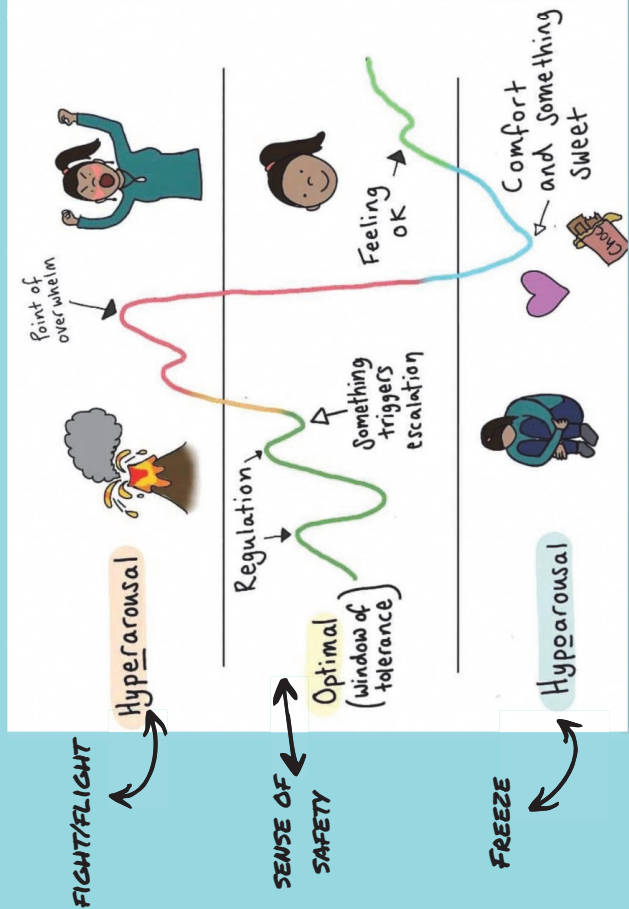 FIGHT/FLIGHT
Hyperarousal
Point of
overwhelm
SENSE OF
SAFETY
Optimal
(window of
tolerance)
Regulation
Something
triggers
escalation
Feeling
OK
FREEZE
Hypoarousal
Comfort
and something
sweet
Choc